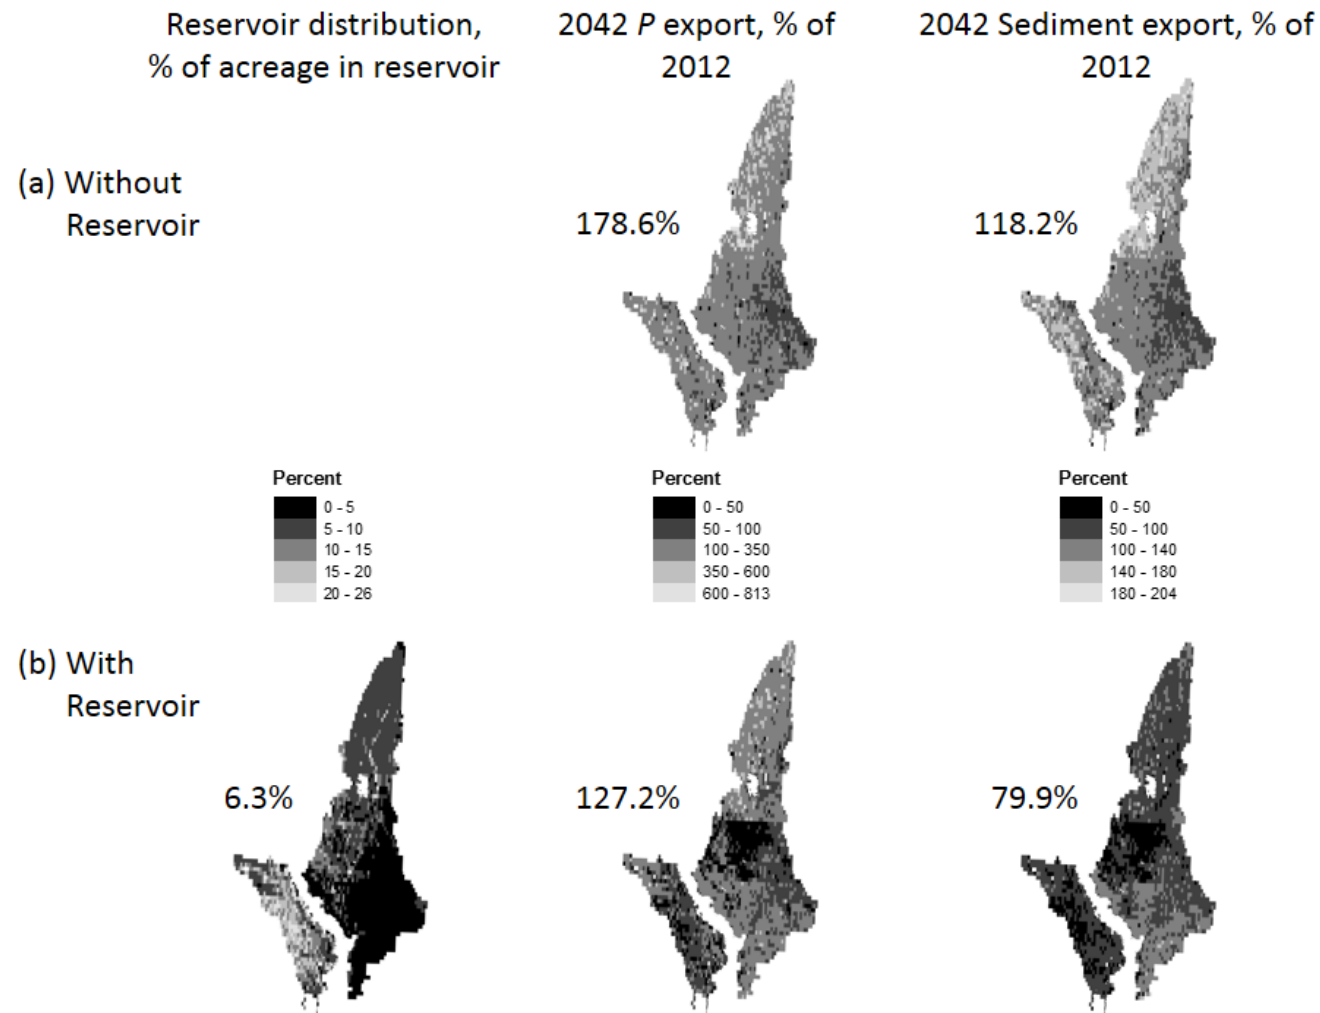 Reservoir distribution,
% of acreage in reservoir
2042 P export, % of
2012
2042 Sediment export, % of
2012
(a) Without
Reservoir
178.6%
118.2%
Percent
0 - 5
5 - 10
10 - 15
15 - 20
20 - 26
Percent
0 - 50
50 - 100
100 - 350
350 - 600
600 - 813
Percent
0 - 50
50 - 100
100 - 140
140 - 180
180 - 204
(b) With
Reservoir
6.3%
127.2%
79.9%